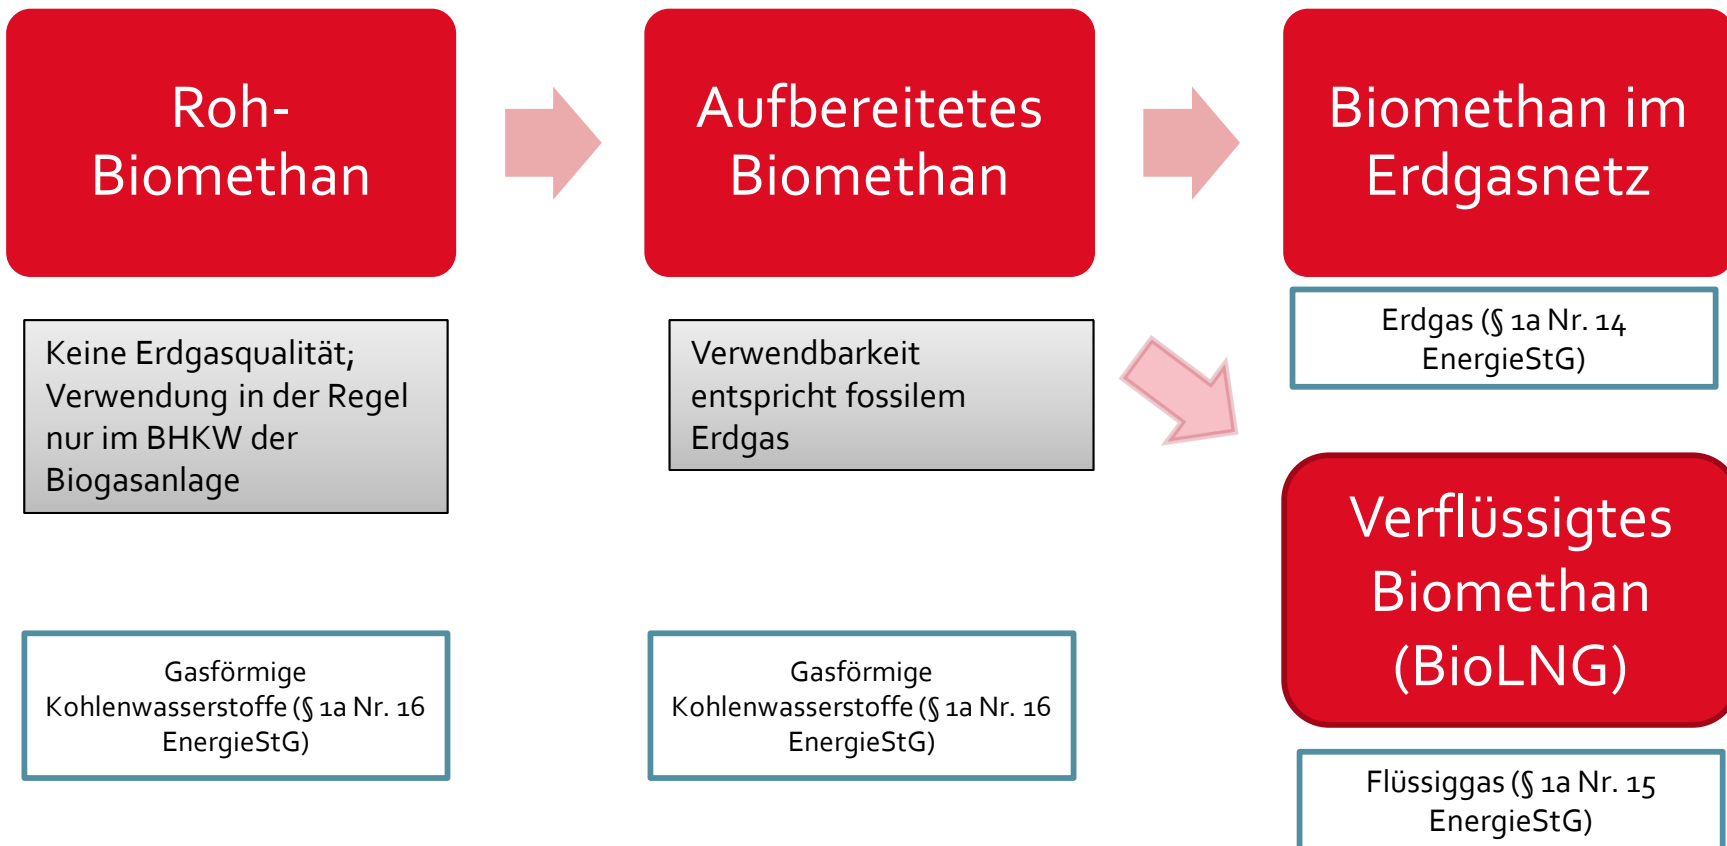 Roh-
Biomethan
Aufbereitetes
Biomethan
Biomethan im
Erdgasnetz
Keine Erdgasqualität;
Verwendung in der Regel
nur im BHKW der
Biogasanlage
Verwendbarkeit
entspricht fossilem
Erdgas
Erdgas (§ 1a Nr. 14
EnergieStG)
Verflüssigtes
Biomethan
(BioLNG)
Gasförmige
Kohlenwasserstoffe (§ 1a Nr. 16
EnergieStG)
Gasförmige
Kohlenwasserstoffe (§ 1a Nr. 16
EnergieStG)
Flüssiggas (§ 1a Nr. 15
EnergieStG)